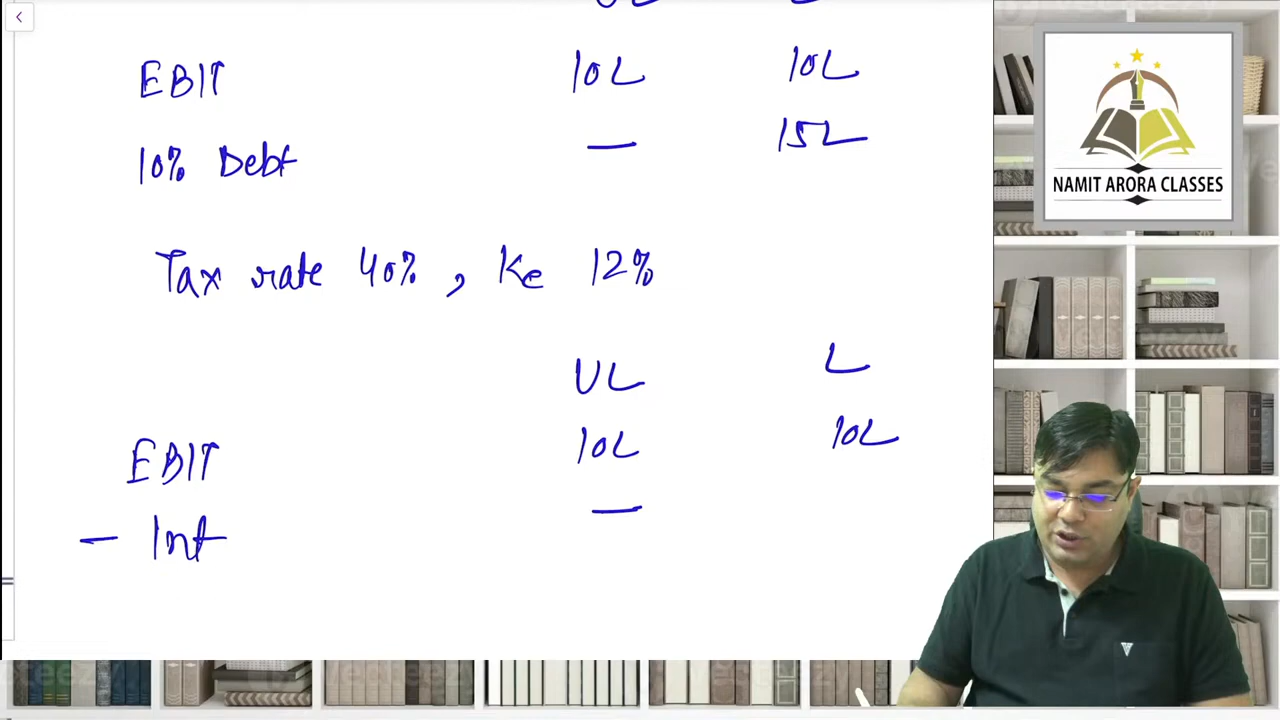 EBIT 10L 10L
10% Debt — 15L
Tax rate 40%, Ke 12%
UL L
EBIT 10L 10L
- Int —
NAMIT ARORA CLASSES